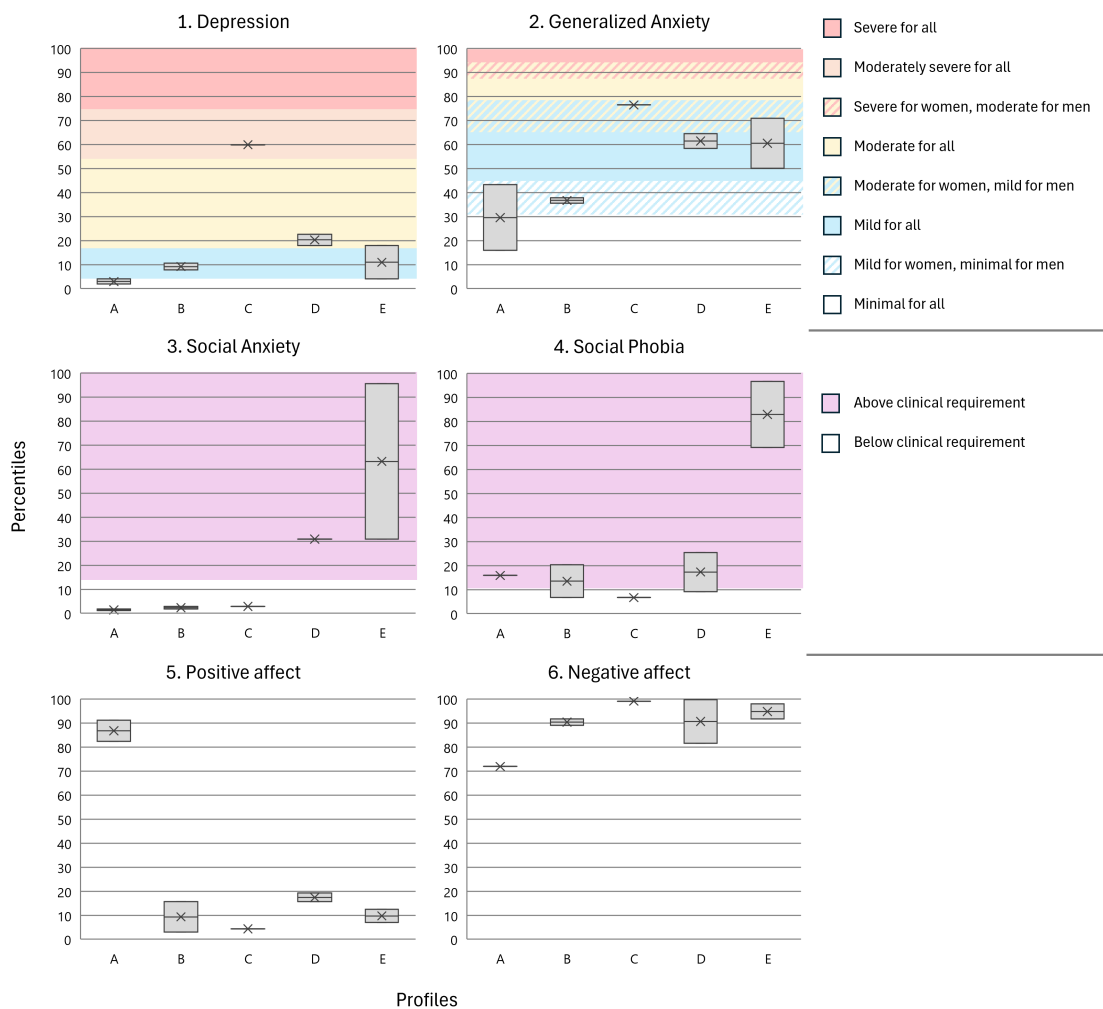 1. Depression
100
90
80
70
60
50
40
30
20
10
0
A B C D E
2. Generalized Anxiety
100
90
80
70
60
50
40
30
20
10
0
A B C D E
Severe for all
Moderately severe for all
Severe for women, moderate for men
Moderate for all
Moderate for women, mild for men
Mild for all
Mild for women, minimal for men
Minimal for all
Percentiles
3. Social Anxiety
100
90
80
70
60
50
40
30
20
10
0
A B C D E
4. Social Phobia
100
90
80
70
60
50
40
30
20
10
0
A B C D E
Above clinical requirement
Below clinical requirement
5. Positive affect
100
90
80
70
60
50
40
30
20
10
0
A B C D E
6. Negative affect
100
90
80
70
60
50
40
30
20
10
0
A B C D E
Profiles